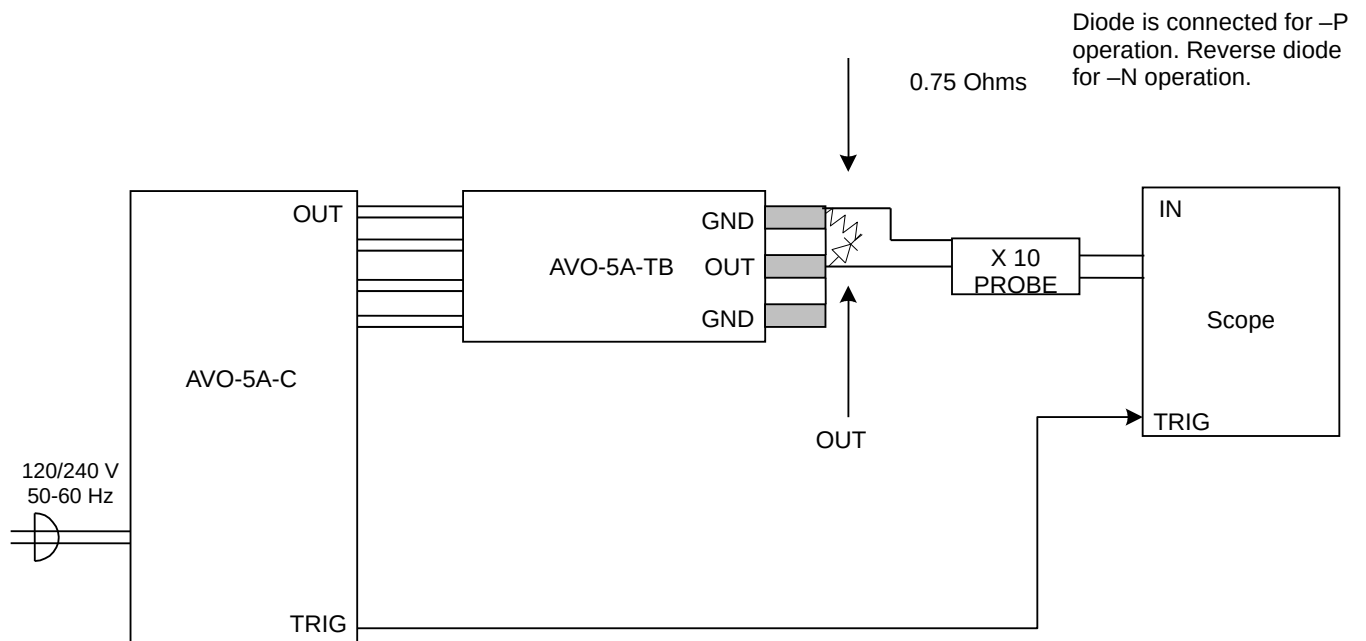 Diode is connected for –P
operation. Reverse diode
for –N operation.
0.75 Ohms
OUT
GND
IN
AVO-5A-TB
OUT
X 10
PROBE
GND
Scope
AVO-5A-C
TRIG
OUT
120/240 V
50-60 Hz
TRIG